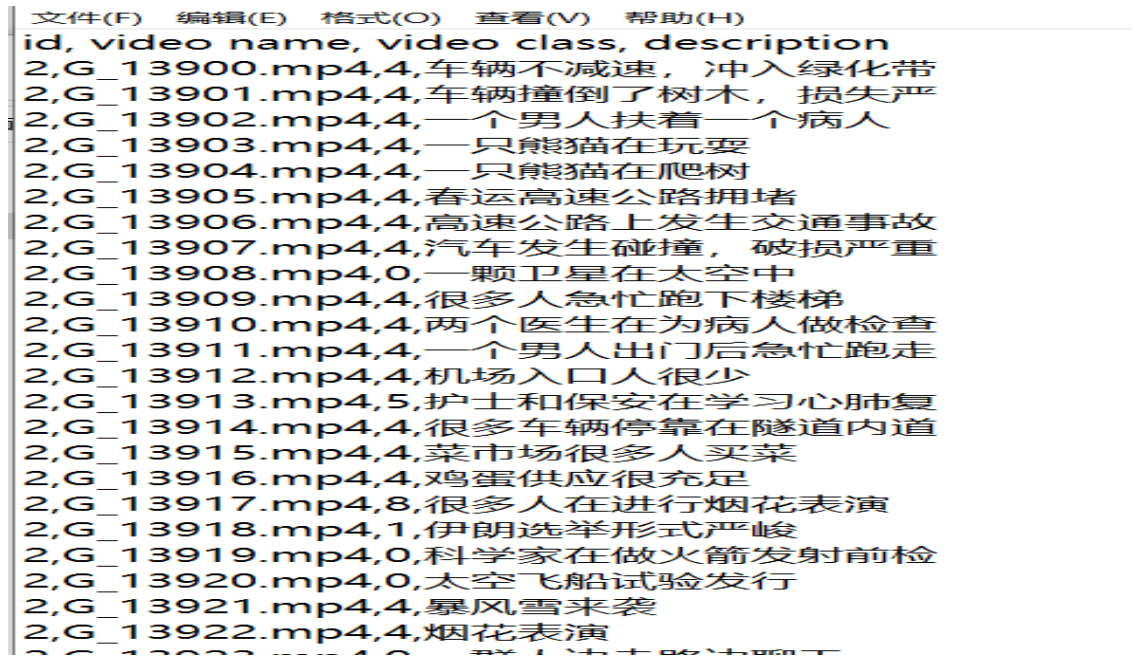 文件(F) 编辑(E) 格式(O) 查看(V) 帮助(H)
id, video name, video class, description
2,G_13900.mp4,4,车辆不减速，冲入绿化带
2,G_13901.mp4,4,车辆撞倒了树木，损失严
2,G_13902.mp4,4,一个男人扶着一个病人
2,G_13903.mp4,4,一只熊猫在玩耍
2,G_13904.mp4,4,一只熊猫在爬树
2,G_13905.mp4,4,春运高速公路拥堵
2,G_13906.mp4,4,高速公路上发生交通事故
2,G_13907.mp4,4,汽车发生碰撞，破损严重
2,G_13908.mp4,0,一颗卫星在太空中
2,G_13909.mp4,4,很多人急忙跑下楼梯
2,G_13910.mp4,4,两个医生在为病人做检查
2,G_13911.mp4,4,一个男人出门后急忙跑走
2,G_13912.mp4,4,机场入口人很少
2,G_13913.mp4,5,护士和保安在学习心肺复
2,G_13914.mp4,4,很多车辆停靠在隧道内道
2,G_13915.mp4,4,菜市场很多人买菜
2,G_13916.mp4,4,鸡蛋供应很充足
2,G_13917.mp4,8,很多人在进行烟花表演
2,G_13918.mp4,1,伊朗选举形式严峻
2,G_13919.mp4,0,科学家在做火箭发射前检
2,G_13920.mp4,0,太空飞船试验发行
2,G_13921.mp4,4,暴风雪来袭
2,G_13922.mp4,4,烟花表演